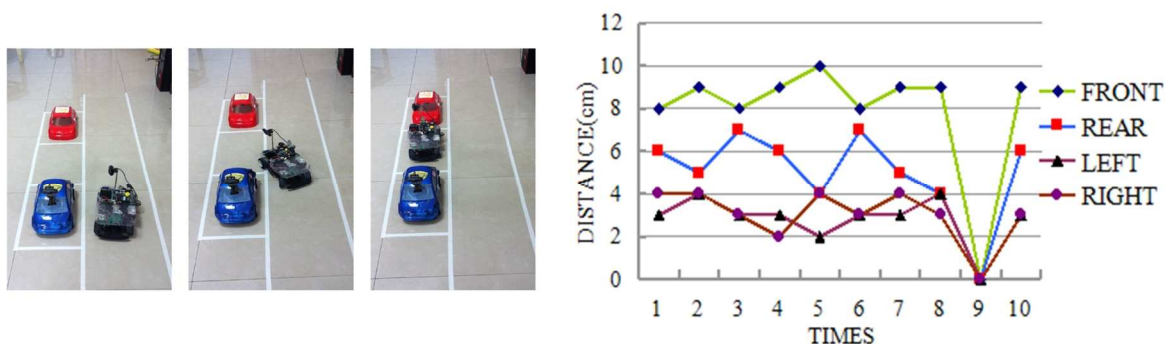 12
10
8
6
4
2
0
DISTANCE(cm)
1 2 3 4 5 6 7 8 9 10
TIMES
FRONT
REAR
LEFT
RIGHT